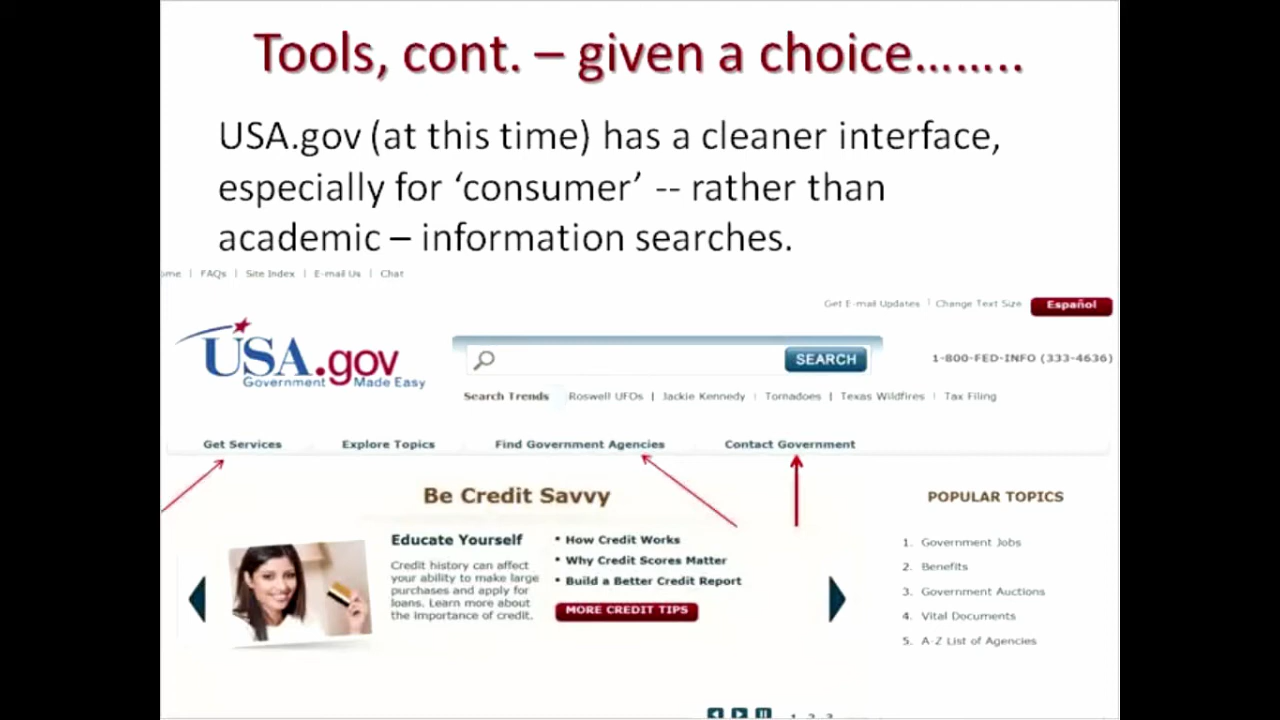 Tools, cont. – given a choice……..
USA.gov (at this time) has a cleaner interface,
especially for ‘consumer’ -- rather than
academic – information searches.
ome | FAQs | Site Index | E-mail Us | Chat
Get E-mail Updates | Change Text Size Español
USA.gov
Government Made Easy
SEARCH
1-800-FED-INFO (333-4636)
Search Trends Roswell UFOs | Jackie Kennedy | Tornadoes | Texas Wildfires | Tax Filing
Get Services Explore Topics Find Government Agencies Contact Government
Be Credit Savvy
Educate Yourself
Credit history can affect
your ability to make large
purchases and apply for
loans. Learn more about
the importance of credit.
• How Credit Works
• Why Credit Scores Matter
• Build a Better Credit Report
MORE CREDIT TIPS
POPULAR TOPICS
1. Government Jobs
2. Benefits
3. Government Auctions
4. Vital Documents
5. A-Z List of Agencies
1 2 3